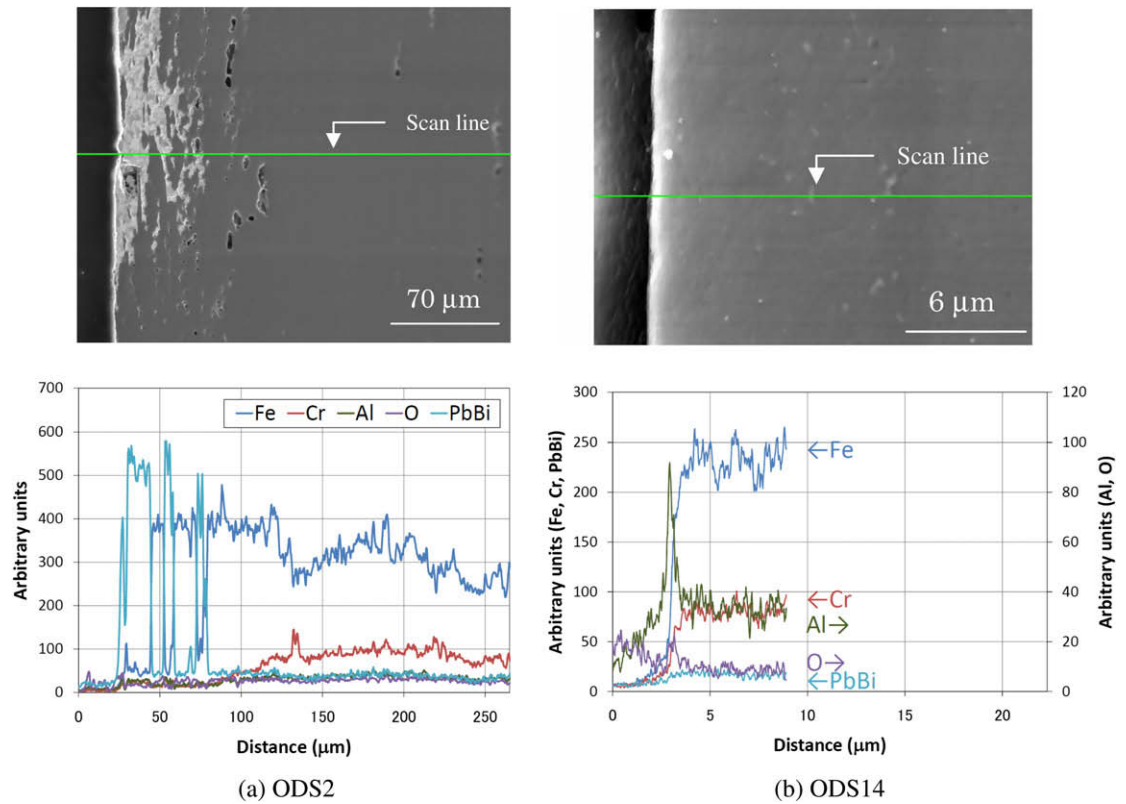 Scan line
70 μm
Scan line
6 μm
700
600
500
400
300
200
100
0
Fe Cr Al O PbBi
0 50 100 150 200 250
Arbitrary units
Distance (μm)
(a) ODS2
300
250
200
150
100
50
0
120
100
80
60
40
20
0
←Fe
←Cr
Al→
O→
←PbBi
0 5 10 15 20
Arbitrary units (Fe, Cr, PbBi)
Arbitrary units (Al, O)
Distance (μm)
(b) ODS14